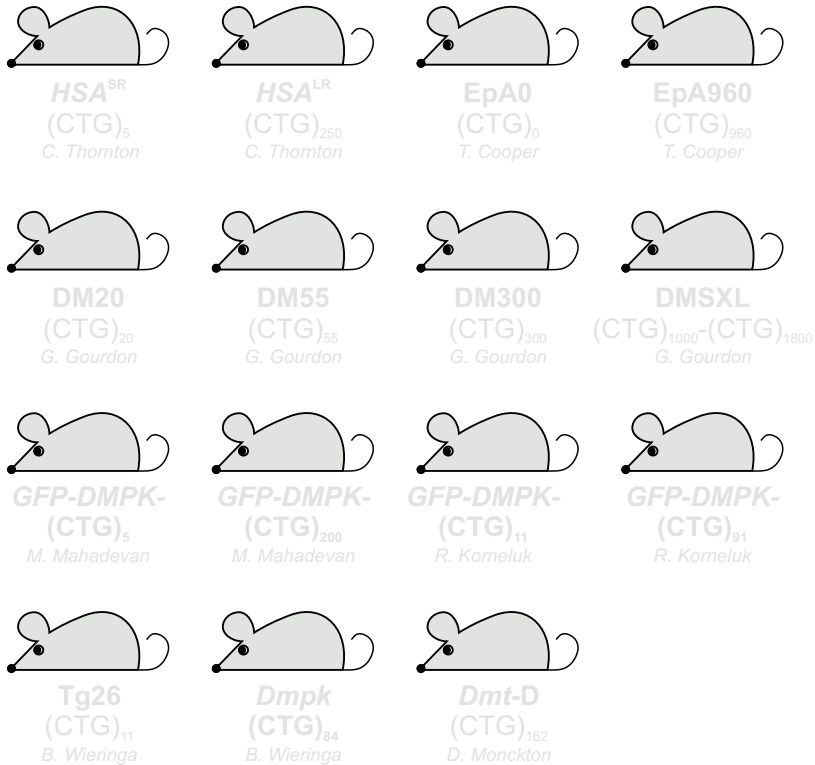 HSA^SR HSA^LR EpA0 EpA960
(CTG)₅ (CTG)₂₅₀ (CTG)₀ (CTG)₉₆₀
C. Thornton C. Thornton T. Cooper T. Cooper
DM20 DM55 DM300 DMSXL
(CTG)₂₀ (CTG)₅₅ (CTG)₃₀₀ (CTG)₁₀₀₀-(CTG)₁₈₀₀
G. Gourdon G. Gourdon G. Gourdon G. Gourdon
GFP-DMPK- GFP-DMPK- GFP-DMPK- GFP-DMPK-
(CTG)₅ (CTG)₂₀₀ (CTG)₁₁ (CTG)₉₁
M. Mahadevan M. Mahadevan R. Korneluk R. Korneluk
Tg26 Dmpk Dmt-D
(CTG)₁₁ (CTG)₈₄ (CTG)₁₆₂
B. Wieringa B. Wieringa D. Monckton